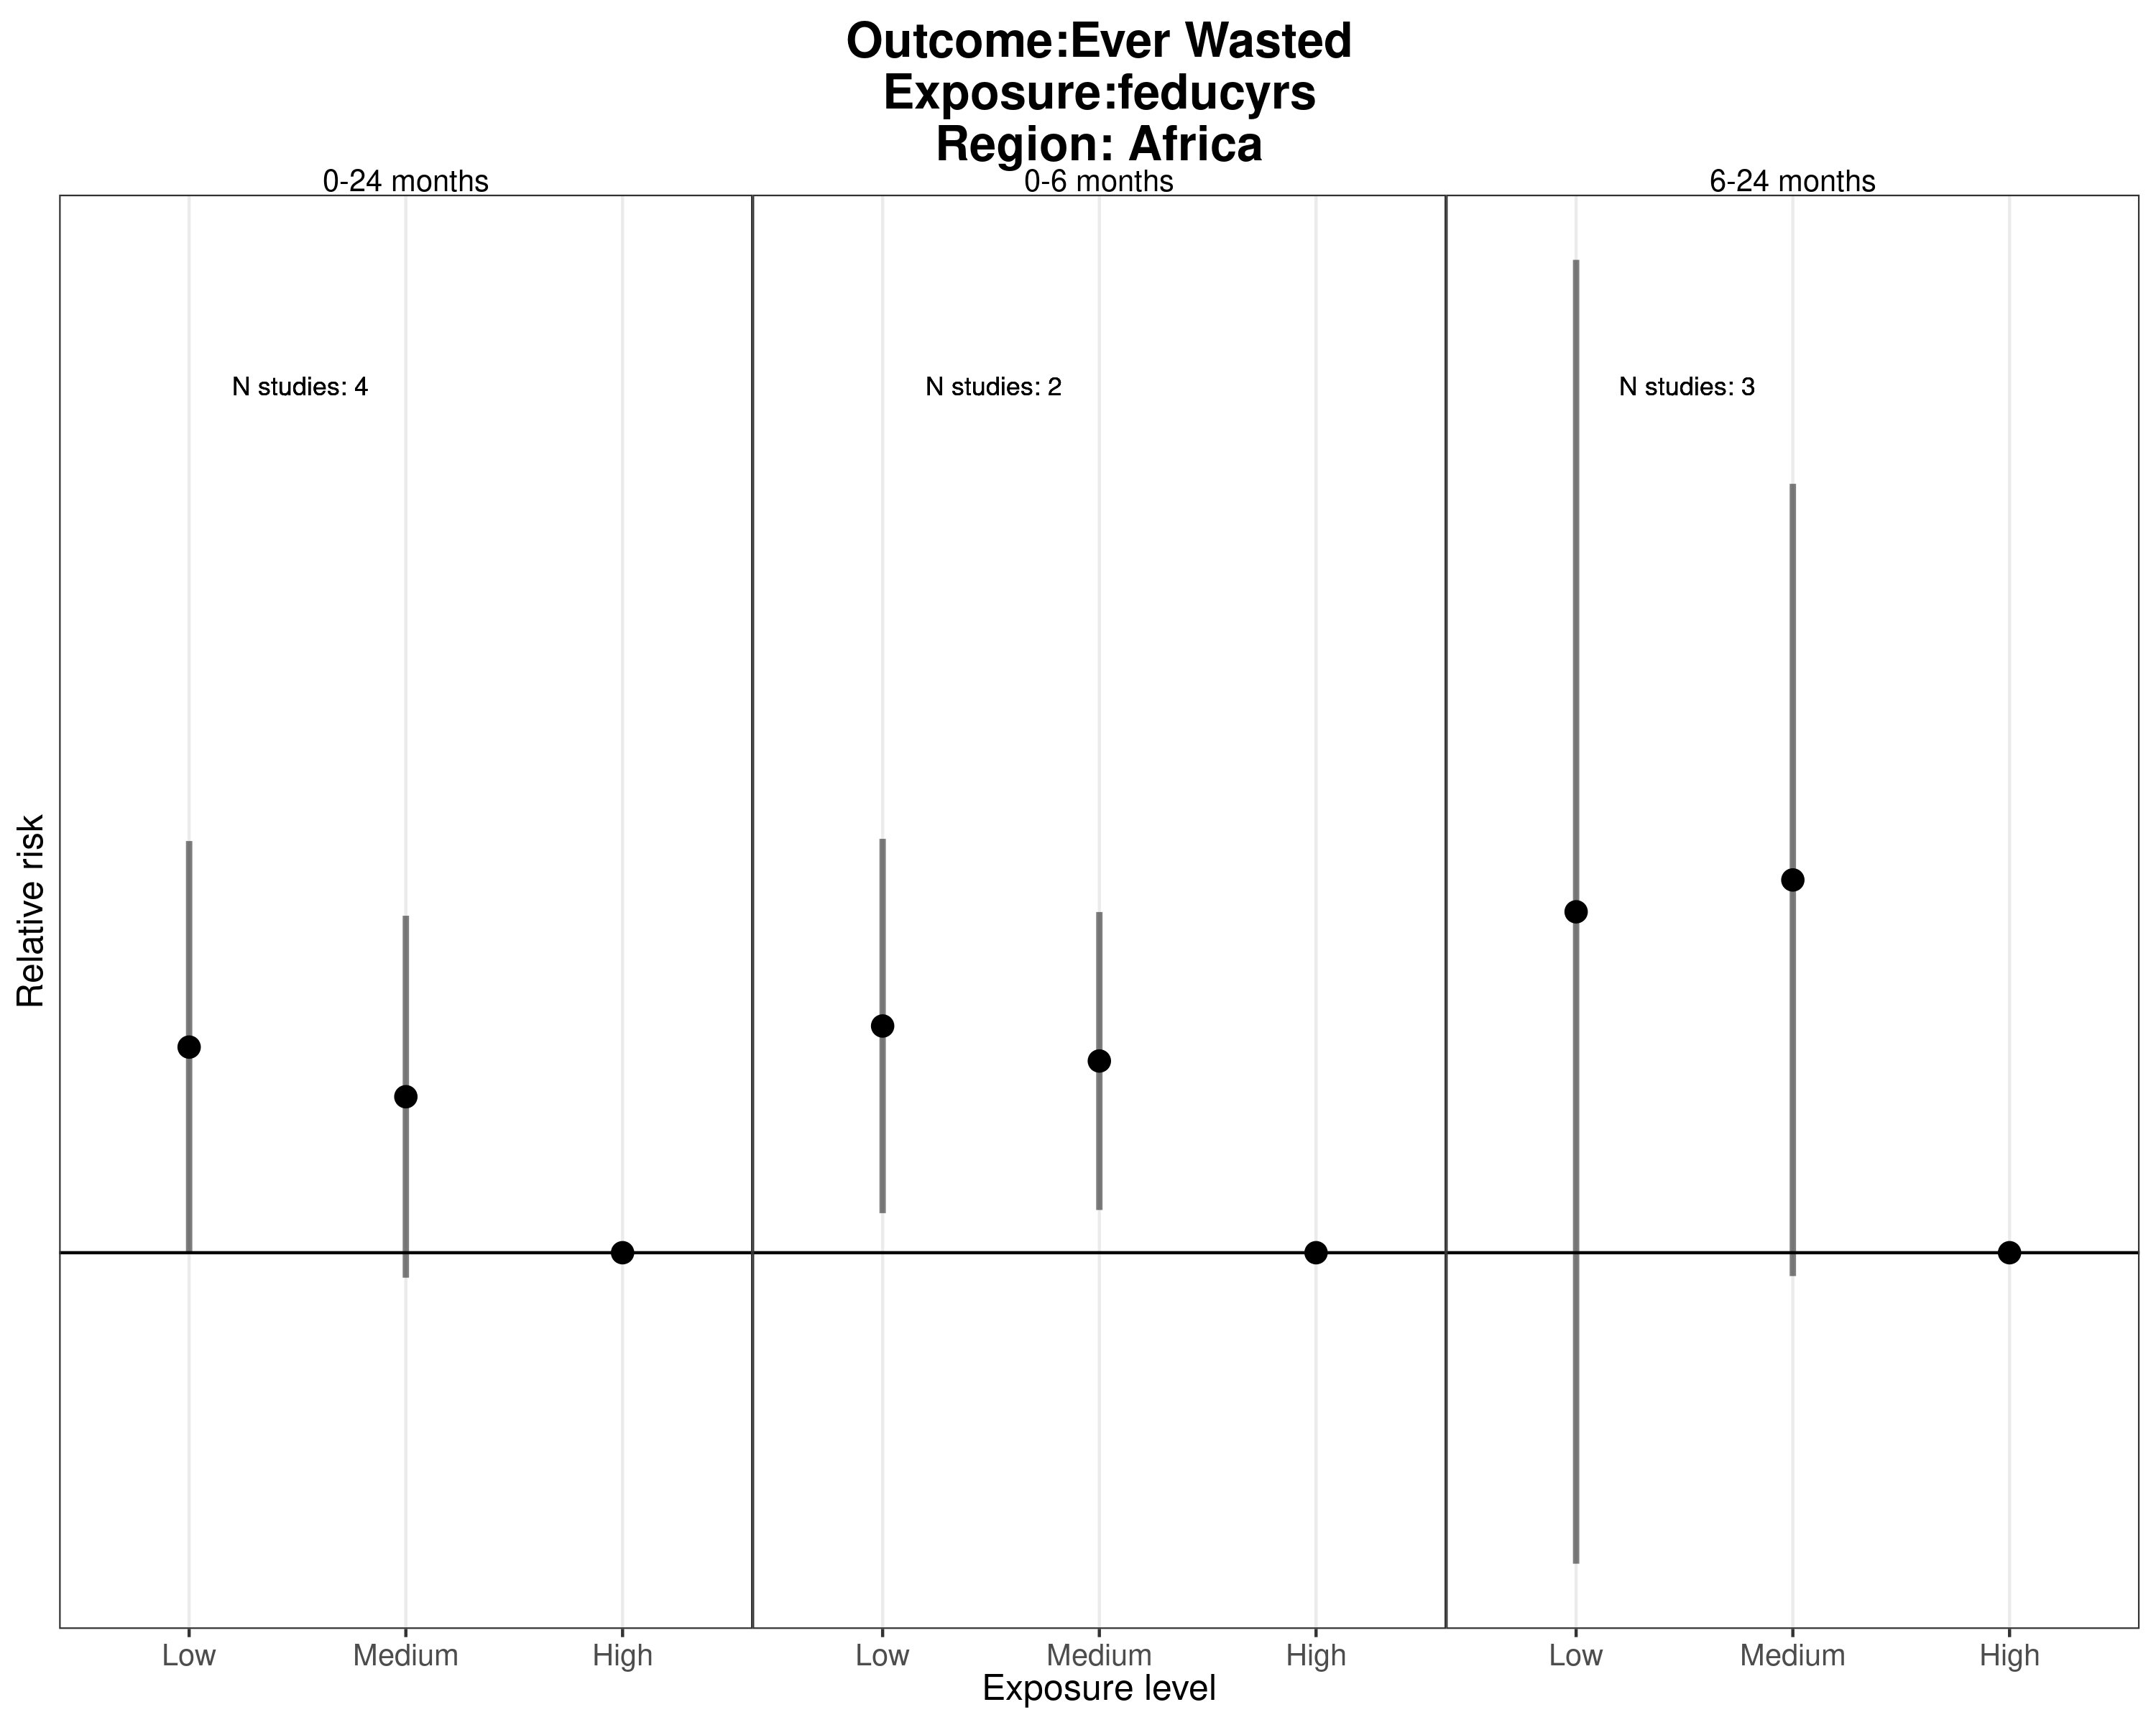 Outcome:Ever Wasted
Exposure:feducyrs
Region: Africa
0-24 months
0-6 months
6-24 months
N studies: 4
N studies: 2
N studies: 3
Relative risk
Low Medium High Low Medium High Low Medium High
Exposure level